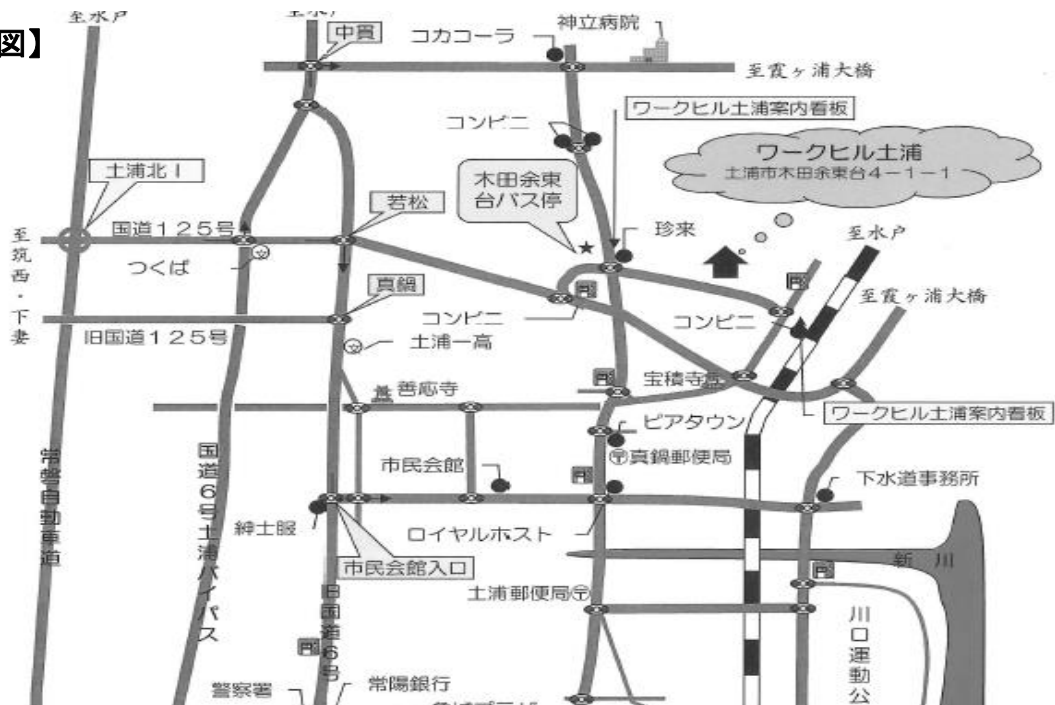 至水戸
図】
中貫
コカコーラ
神立病院
至霞ヶ浦大橋
コンビニ
ワークヒル土浦案内看板
ワークヒル土浦
土浦市木田余東台4－1－1
土浦北I
木田余東
台バス停
若松
国道125号
至筑西・下妻
つくば
珍来
至水戸
至霞ヶ浦大橋
真鍋
コンビニ
コンビニ
旧国道125号
土浦一高
善応寺
宝積寺
ワークヒル土浦案内看板
ピアタウン
〒真鍋郵便局
市民会館
下水道事務所
常磐自動車道
国道6号土浦バイパス
紳士服
ロイヤルホスト
市民会館入口
新川
土浦郵便局〒
旧国道6号
川口運動公
警察署
常陽銀行